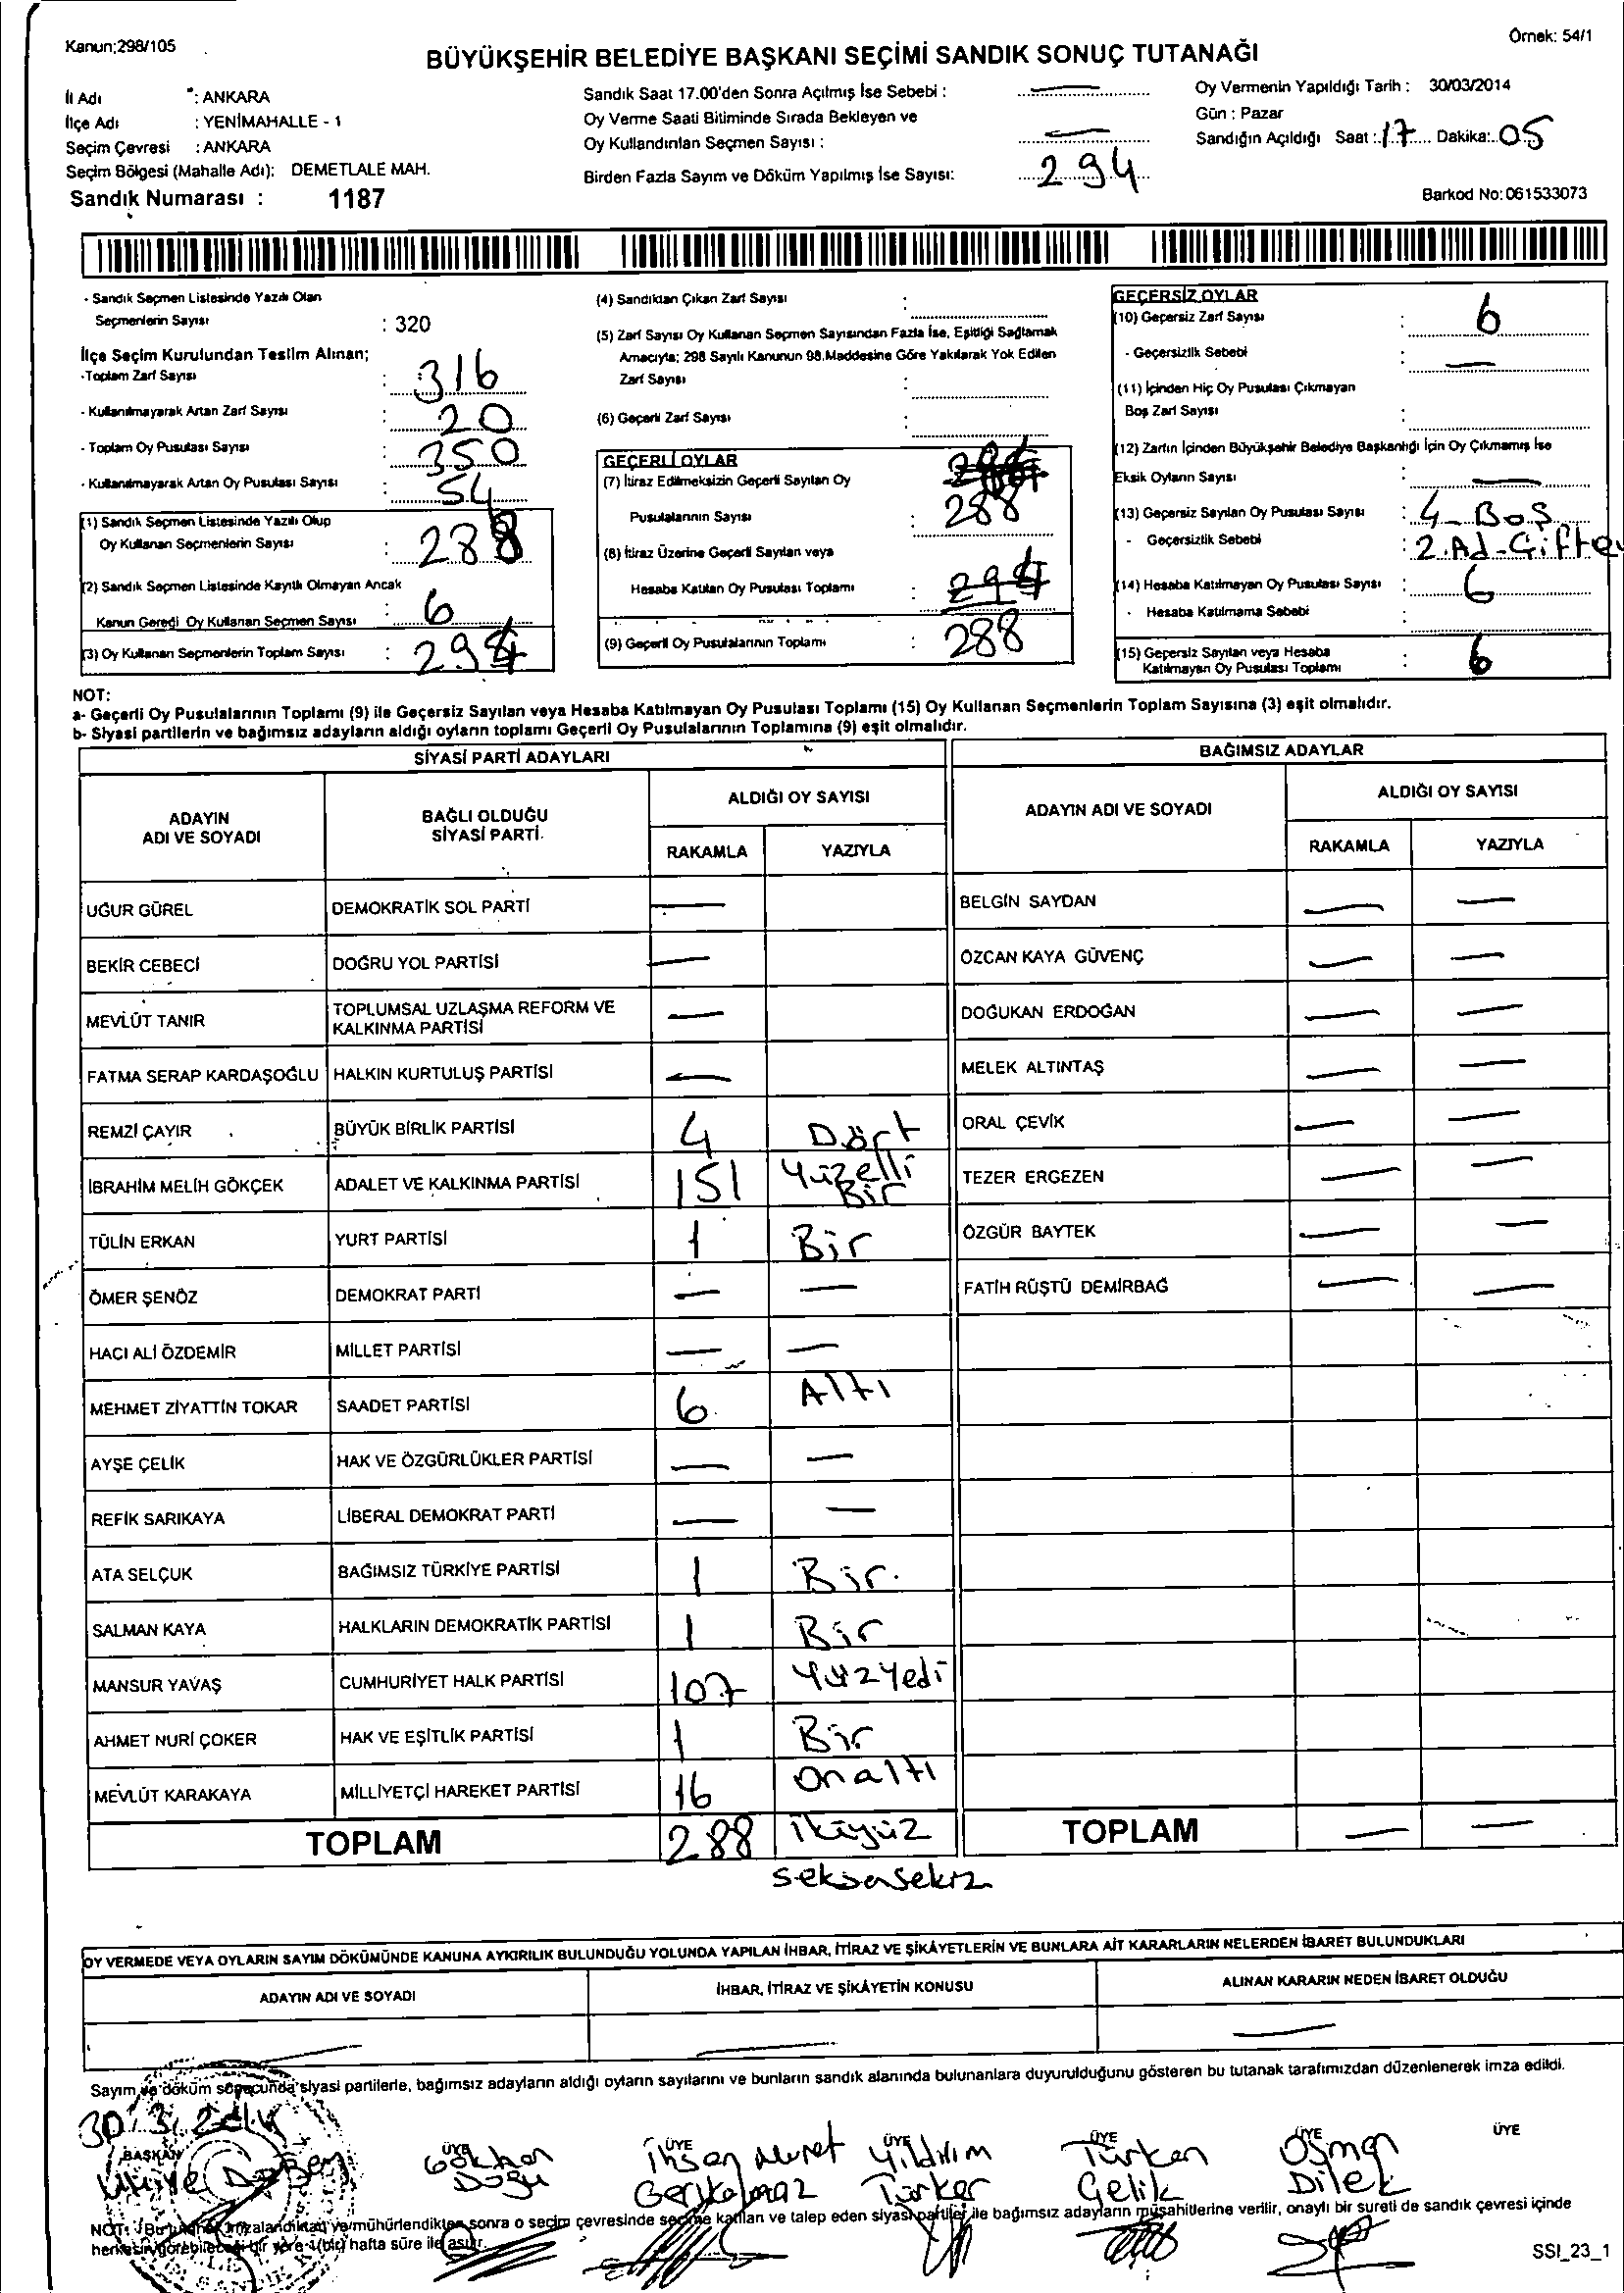 Kanun:298/105
Örnek: 54/1
BÜYÜKŞEHİR BELEDİYE BAŞKANI SEÇİMİ SANDIK SONUÇ TUTANAĞI
İl Adı : ANKARA
İlçe Adı : YENİMAHALLE - 1
Seçim Çevresi : ANKARA
Seçim Bölgesi (Mahalle Adı): DEMETLALE MAH.
Sandık Numarası : 1187
Sandık Saat 17.00'den Sonra Açılmış İse Sebebi : —
Oy Verme Saati Bitiminde Sırada Bekleyen ve
Oy Kullandırılan Seçmen Sayısı : —
Birden Fazla Sayım ve Döküm Yapılmış İse Sayısı: 294
Oy Vermenin Yapıldığı Tarih : 30/03/2014
Gün : Pazar
Sandığın Açıldığı Saat : 17 Dakika: 05
Barkod No:061533073
- Sandık Seçmen Listesinde Yazılı Olan
Seçmenlerin Sayısı : 320
İlçe Seçim Kurulundan Teslim Alınan;
-Toplam Zarf Sayısı : 316
- Kullanılmayarak Artan Zarf Sayısı : 20
- Toplam Oy Pusulası Sayısı : 350
- Kullanılmayarak Artan Oy Pusulası Sayısı : 54
(1) Sandık Seçmen Listesinde Yazılı Olup
Oy Kullanan Seçmenlerin Sayısı : 288
(2) Sandık Seçmen Listesinde Kayıtlı Olmayan Ancak
Kanun Gereği Oy Kullanan Seçmen Sayısı : 6
(3) Oy Kullanan Seçmenlerin Toplam Sayısı : 294
(4) Sandıktan Çıkan Zarf Sayısı :
(5) Zarf Sayısı Oy Kullanan Seçmen Sayısından Fazla İse, Eşitliği Sağlamak
Amacıyla; 298 Sayılı Kanunun 98.Maddesine Göre Yakılarak Yok Edilen
Zarf Sayısı :
(6) Geçerli Zarf Sayısı :
GEÇERLİ OYLAR
(7) İtiraz Edilmeksizin Geçerli Sayılan Oy
Pusulalarının Sayısı : 288
(8) İtiraz Üzerine Geçerli Sayılan veya
Hesaba Katılan Oy Pusulası Toplamı : 294
(9) Geçerli Oy Pusulalarının Toplamı : 288
GEÇERSİZ OYLAR
(10) Geçersiz Zarf Sayısı : 6
- Geçersizlik Sebebi : —
(11) İçinden Hiç Oy Pusulası Çıkmayan
Boş Zarf Sayısı :
(12) Zarfın İçinden Büyükşehir Belediye Başkanlığı İçin Oy Çıkmamış İse
Eksik Oyların Sayısı : —
(13) Geçersiz Sayılan Oy Pusulası Sayısı : 4-Boş
- Geçersizlik Sebebi : 2.Ad-Çift
(14) Hesaba Katılmayan Oy Pusulası Sayısı : 6
- Hesaba Katılmama Sebebi :
(15) Geçersiz Sayılan veya Hesaba
Katılmayan Oy Pusulası Toplamı : 6
NOT:
a- Geçerli Oy Pusulalarının Toplamı (9) ile Geçersiz Sayılan veya Hesaba Katılmayan Oy Pusulası Toplamı (15) Oy Kullanan Seçmenlerin Toplam Sayısına (3) eşit olmalıdır.
b- Siyasi partilerin ve bağımsız adayların aldığı oyların toplamı Geçerli Oy Pusulalarının Toplamına (9) eşit olmalıdır.
SİYASİ PARTİ ADAYLARI
ADAYIN ADI VE SOYADI
BAĞLI OLDUĞU SİYASİ PARTİ
ALDIĞI OY SAYISI
RAKAMLA YAZIYLA
UĞUR GÜREL DEMOKRATİK SOL PARTİ —
BEKİR CEBECİ DOĞRU YOL PARTİSİ —
MEVLÜT TANIR TOPLUMSAL UZLAŞMA REFORM VE KALKINMA PARTİSİ —
FATMA SERAP KARDAŞOĞLU HALKIN KURTULUŞ PARTİSİ —
REMZİ ÇAYIR BÜYÜK BİRLİK PARTİSİ 4 Dört
İBRAHİM MELİH GÖKÇEK ADALET VE KALKINMA PARTİSİ 151 Yüzelli Bir
TÜLİN ERKAN YURT PARTİSİ 1 Bir
ÖMER ŞENÖZ DEMOKRAT PARTİ — —
HACI ALİ ÖZDEMİR MİLLET PARTİSİ — —
MEHMET ZİYATTİN TOKAR SAADET PARTİSİ 6 Altı
AYŞE ÇELİK HAK VE ÖZGÜRLÜKLER PARTİSİ — —
REFİK SARIKAYA LİBERAL DEMOKRAT PARTİ — —
ATA SELÇUK BAĞIMSIZ TÜRKİYE PARTİSİ 1 Bir.
SALMAN KAYA HALKLARIN DEMOKRATİK PARTİSİ 1 Bir
MANSUR YAVAŞ CUMHURİYET HALK PARTİSİ 107 Yüzyedi
AHMET NURİ ÇOKER HAK VE EŞİTLİK PARTİSİ 1 Bir
MEVLÜT KARAKAYA MİLLİYETÇİ HAREKET PARTİSİ 16 onaltı
TOPLAM 288 ikiyüz
seksensekiz
BAĞIMSIZ ADAYLAR
ADAYIN ADI VE SOYADI
ALDIĞI OY SAYISI
RAKAMLA YAZIYLA
BELGİN SAYDAN — —
ÖZCAN KAYA GÜVENÇ — —
DOĞUKAN ERDOĞAN — —
MELEK ALTINTAŞ — —
ORAL ÇEVİK — —
TEZER ERGEZEN — —
ÖZGÜR BAYTEK — —
FATİH RÜŞTÜ DEMİRBAĞ — —
TOPLAM — —
OY VERMEDE VEYA OYLARIN SAYIM DÖKÜMÜNDE KANUNA AYKIRILIK BULUNDUĞU YOLUNDA YAPILAN İHBAR, İTİRAZ VE ŞİKÂYETLERİN VE BUNLARA AİT KARARLARIN NELERDEN İBARET BULUNDUKLARI
ADAYIN ADI VE SOYADI İHBAR, İTİRAZ VE ŞİKÂYETİN KONUSU ALINAN KARARIN NEDEN İBARET OLDUĞU
— — —
Sayım ve döküm sonucunda siyasi partilerle, bağımsız adayların aldığı oyların sayılarını ve bunların sandık alanında bulunanlara duyurulduğunu gösteren bu tutanak tarafımızdan düzenlenerek imza edildi.
30.3.2014
BAŞKAN ÜYE ÜYE ÜYE ÜYE ÜYE ÜYE
Gökhan Doğu
İhsan Murat
Yıldırım Türker
Türkan Çelik
Osman Dilek
NOT: Bu tutanak imzalandıktan ve mühürlendikten sonra o seçim çevresinde seçime katılan ve talep eden siyasi partiler ile bağımsız adayların müşahitlerine verilir, onaylı bir sureti de sandık çevresi içinde
herkesin görebileceği bir yere 1(bir) hafta süre ile asılır.
SSI_23_1